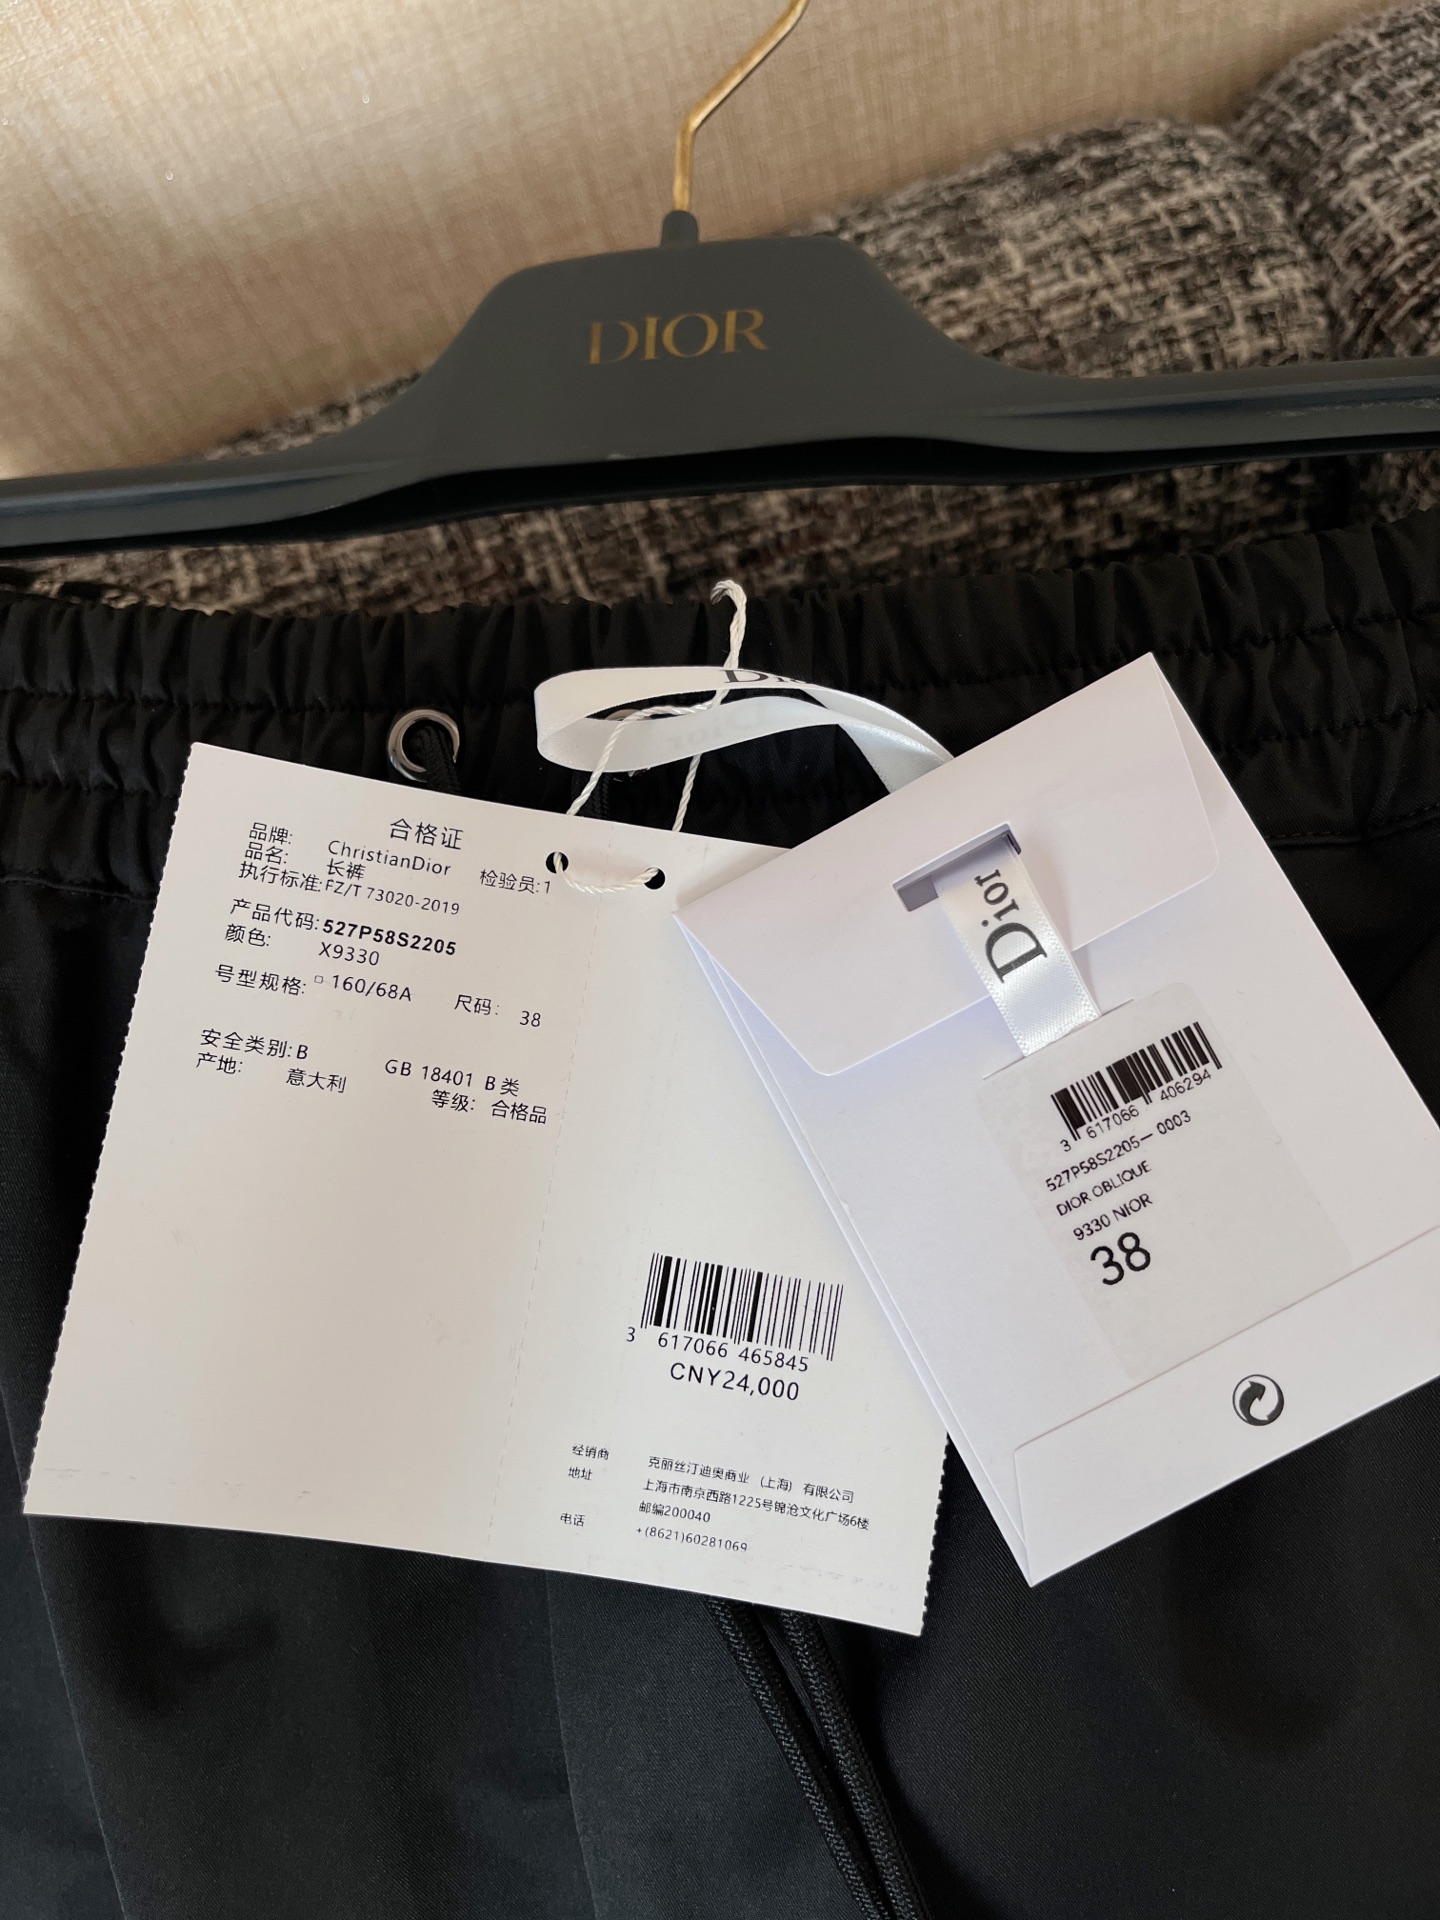 DIOR
Dior
合格证
品牌: ChristianDior
品名: 长裤 检验员:1
执行标准:FZ/T 73020-2019
产品代码:527P58S2205
颜色: X9330
号型规格:□ 160/68A 尺码: 38
安全类别:B GB 18401 B类
产地: 意大利 等级: 合格品
3 617066 465845
CNY24,000
经销商 克丽丝汀迪奥商业（上海）有限公司
地址 上海市南京西路1225号锦沧文化广场6楼
邮编200040
电话 +(8621)60281069
Dior
3 617066 406294
527P58S2205-0003
DIOR OBLIQUE
9330 NIOR
38